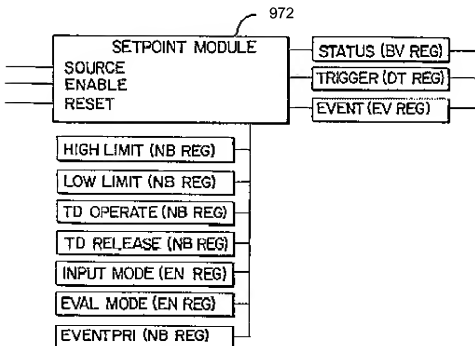 972
SETPOINT MODULE
SOURCE
ENABLE
RESET
STATUS (BV REG)
TRIGGER (DT REG)
EVENT (EV REG)
HIGH LIMIT (NB REG)
LOW LIMIT (NB REG)
TD OPERATE (NB REG)
TD RELEASE (NB REG)
INPUT MODE (EN REG)
EVAL MODE (EN REG)
EVENTPRI (NB REG)